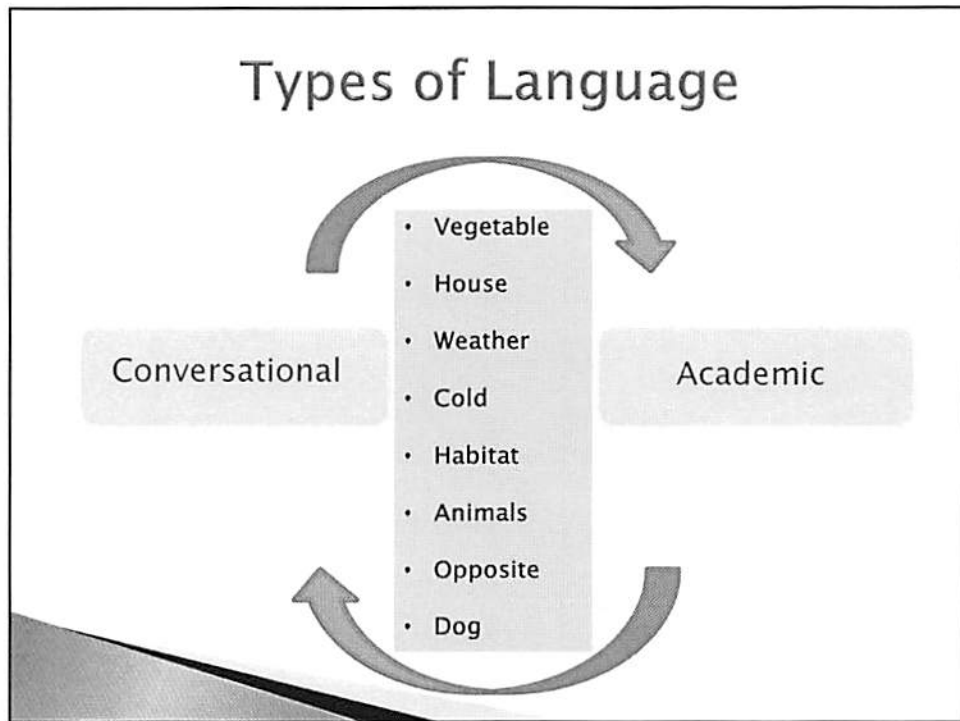 Types of Language
• Vegetable
• House
• Weather
Conversational
Academic
• Cold
• Habitat
• Animals
• Opposite
• Dog